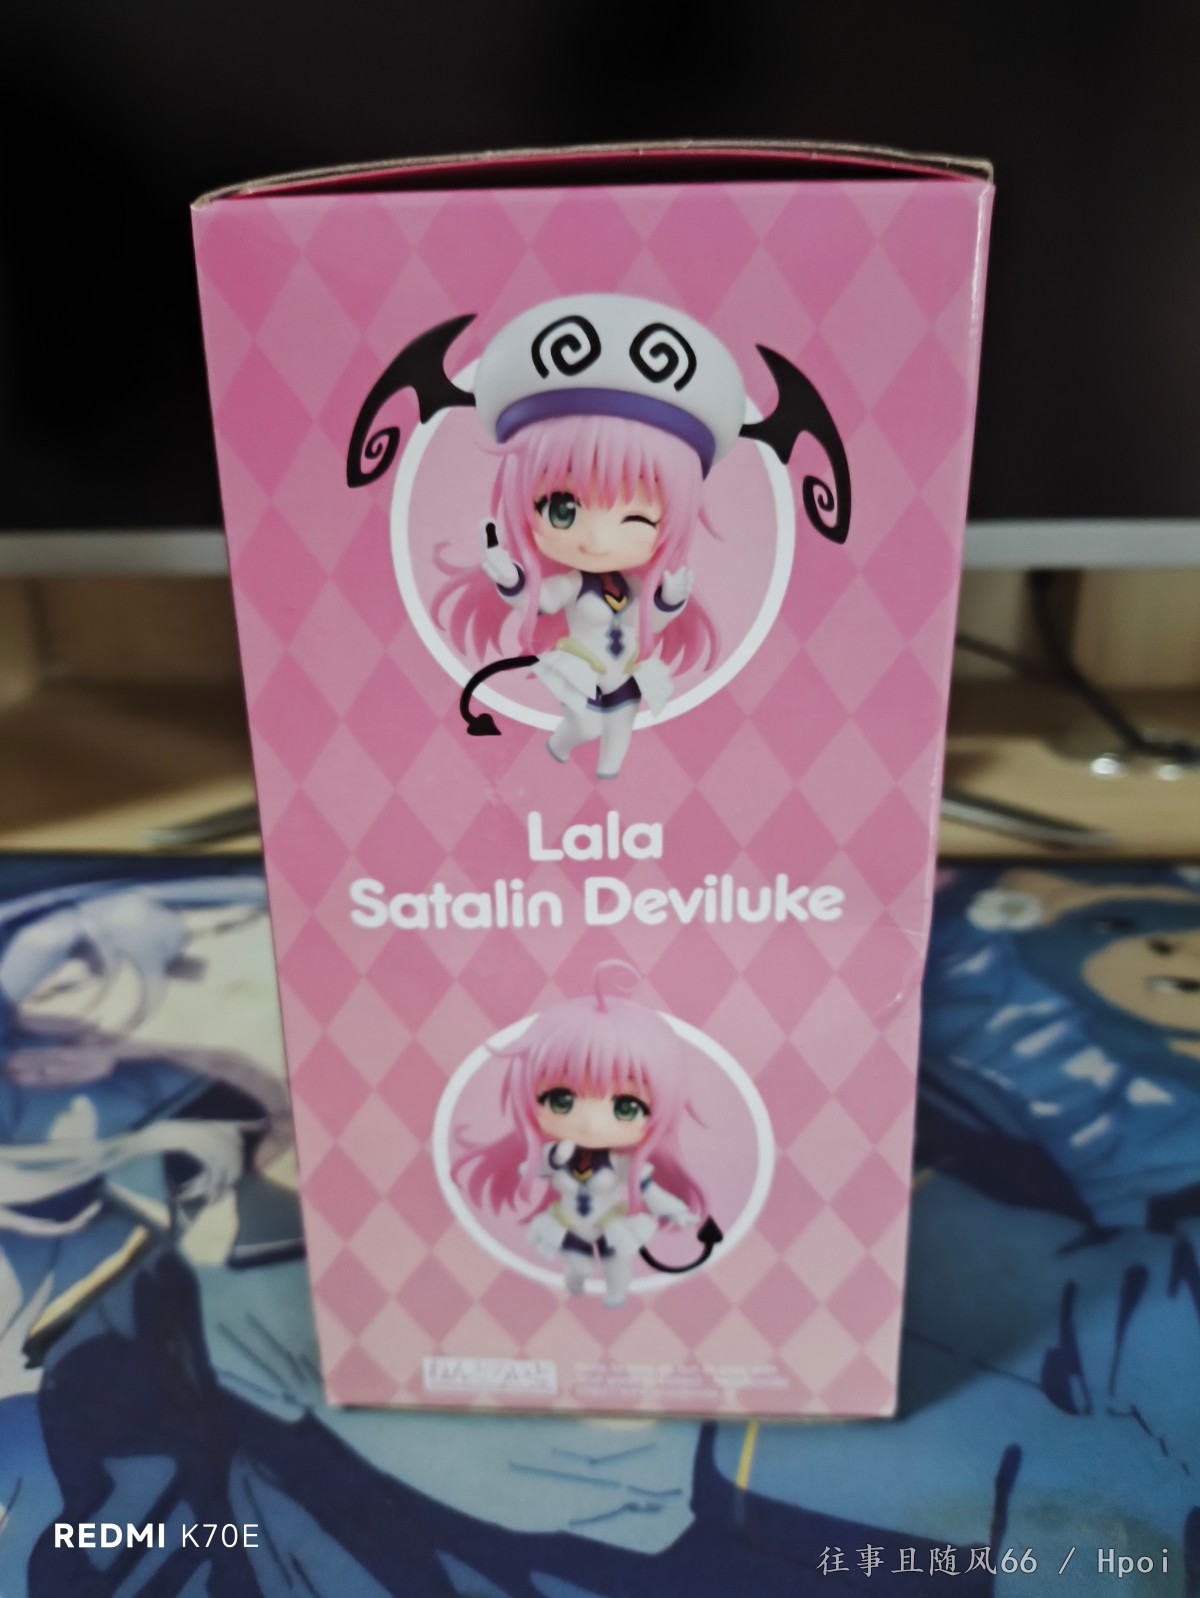 Lala
Satalin Deviluke
REDMI K70E
往事且随风66 / Hpoi